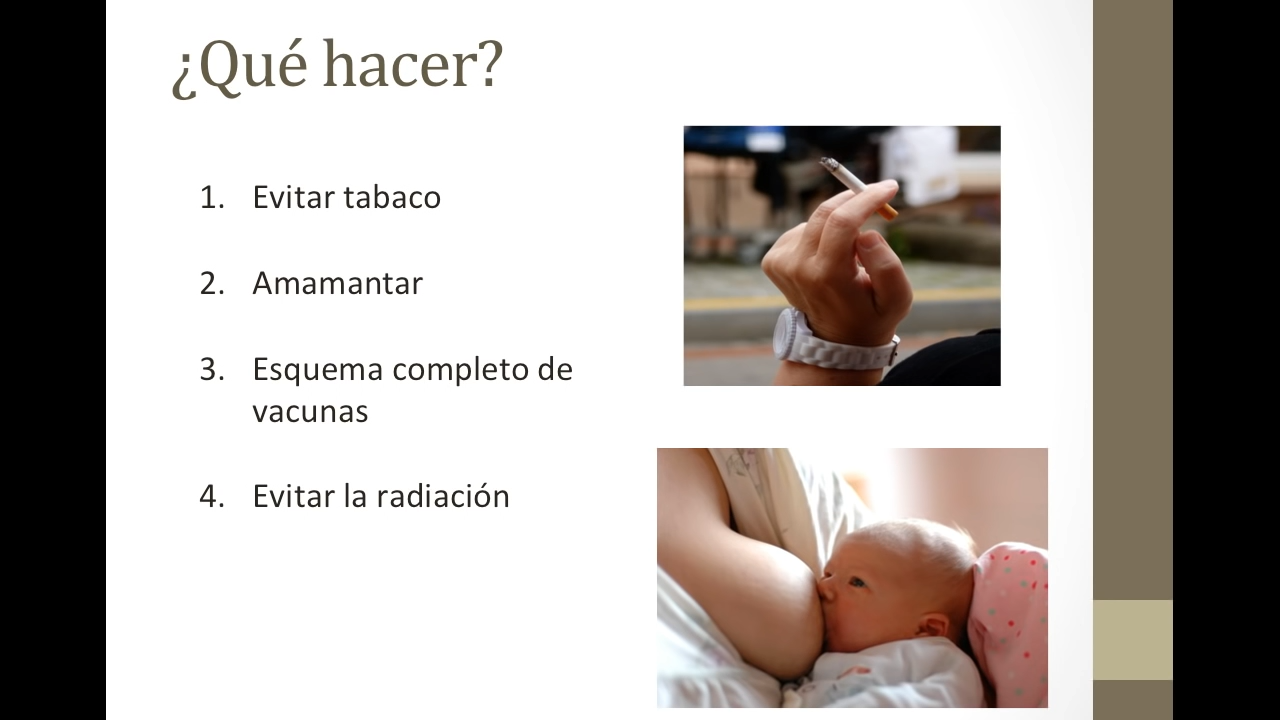 ¿Qué hacer?
1. Evitar tabaco
2. Amamantar
3. Esquema completo de
vacunas
4. Evitar la radiación